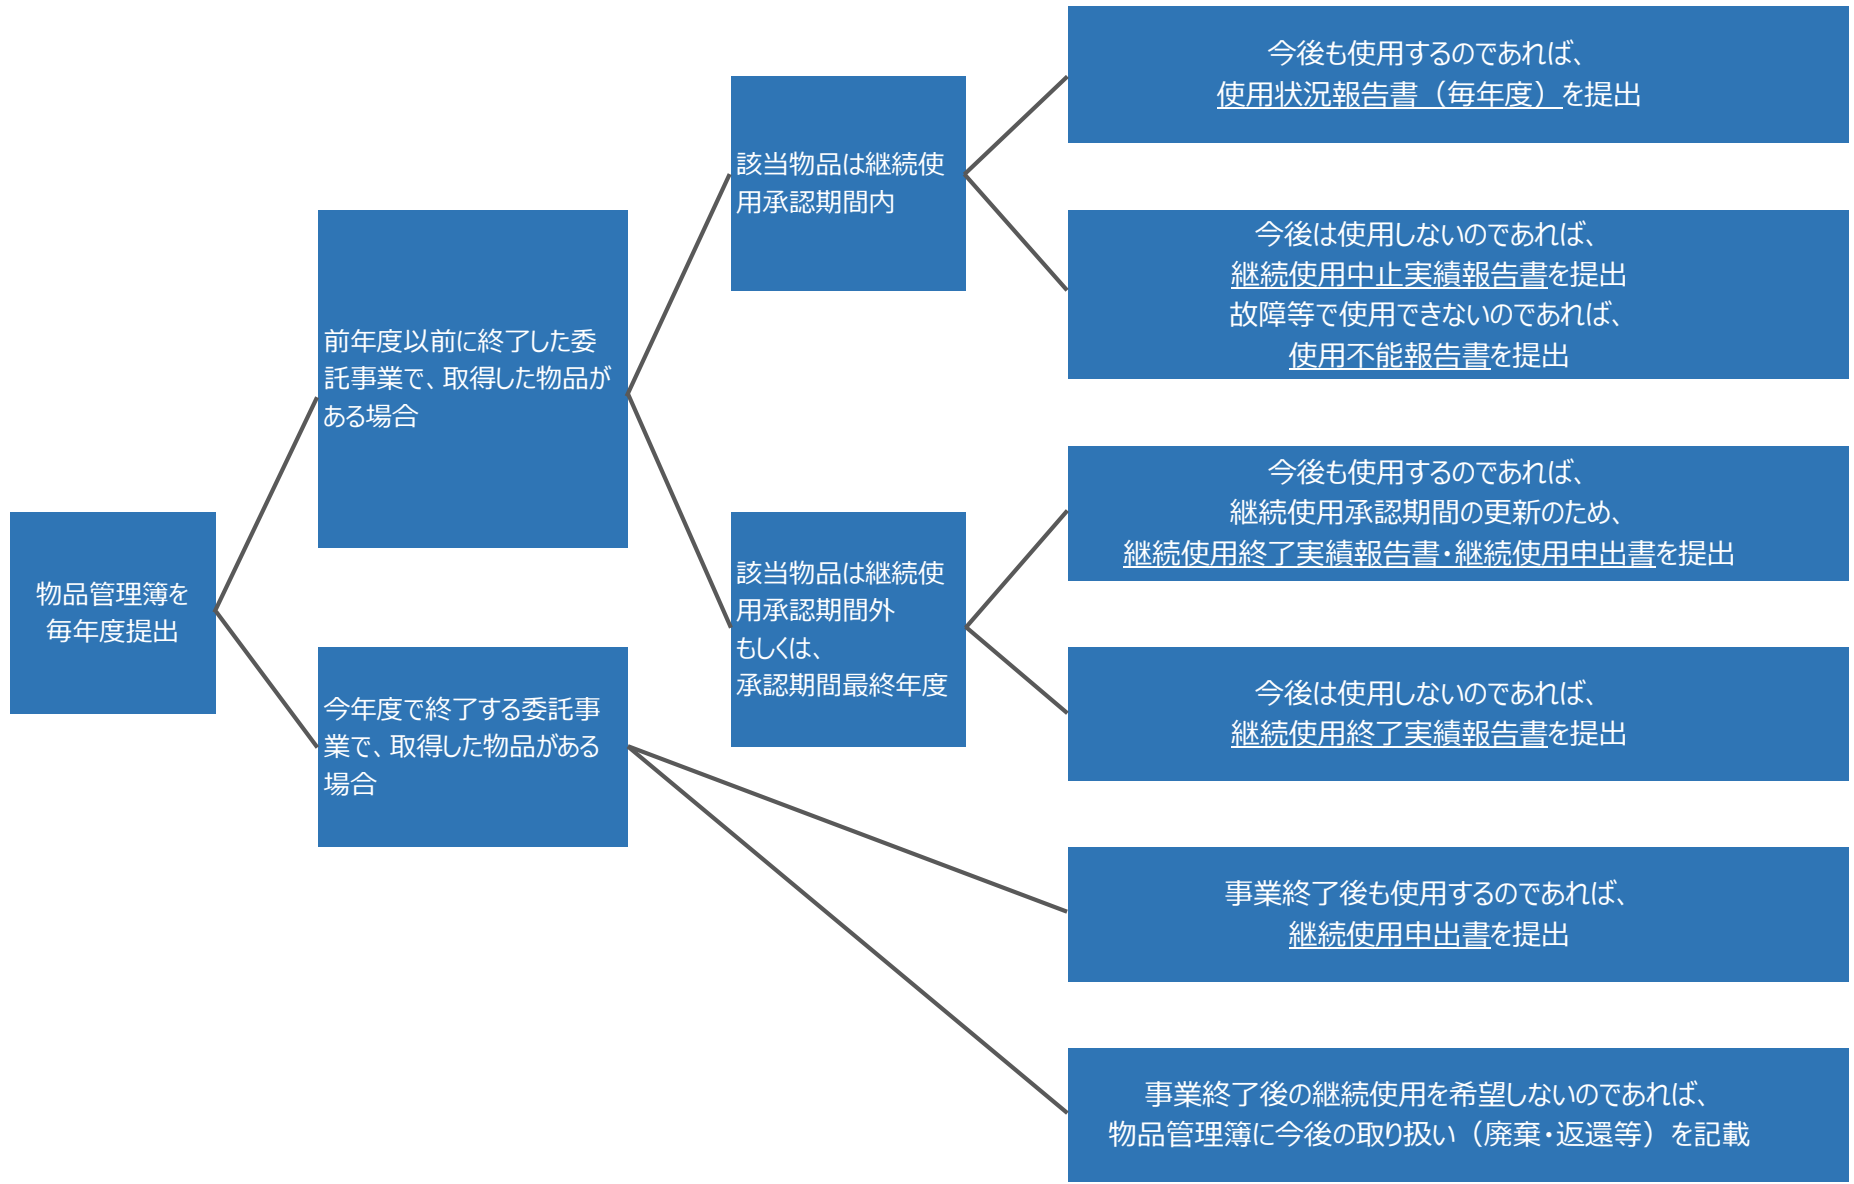 物品管理簿を
毎年度提出
前年度以前に終了した委
託事業で、取得した物品が
ある場合
今年度で終了する委託事
業で、取得した物品がある
場合
該当物品は継続使
用承認期間内
該当物品は継続使
用承認期間外
もしくは、
承認期間最終年度
今後も使用するのであれば、
使用状況報告書（毎年度）を提出
今後は使用しないのであれば、
継続使用中止実績報告書を提出
故障等で使用できないのであれば、
使用不能報告書を提出
今後も使用するのであれば、
継続使用承認期間の更新のため、
継続使用終了実績報告書・継続使用申出書を提出
今後は使用しないのであれば、
継続使用終了実績報告書を提出
事業終了後も使用するのであれば、
継続使用申出書を提出
事業終了後の継続使用を希望しないのであれば、
物品管理簿に今後の取り扱い（廃棄・返還等）を記載